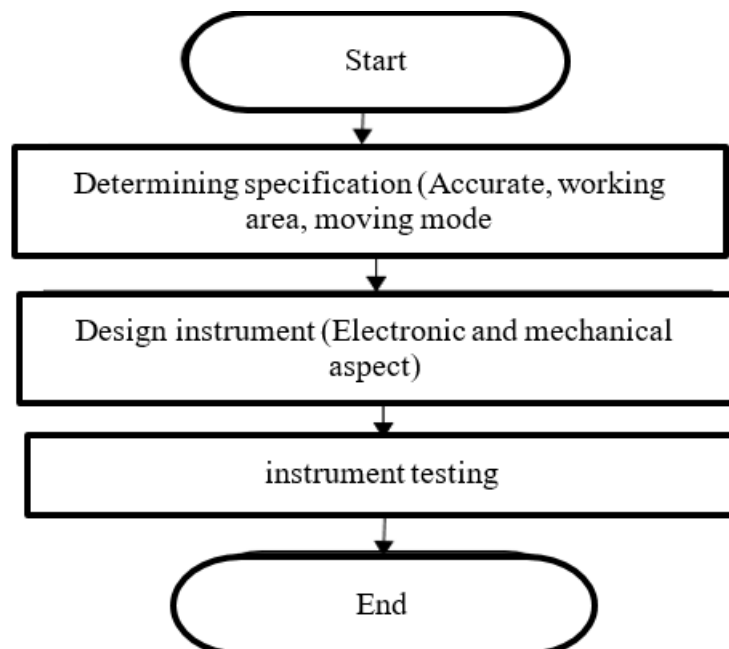 Start
Determining specification (Accurate, working
area, moving mode
Design instrument (Electronic and mechanical
aspect)
instrument testing
End